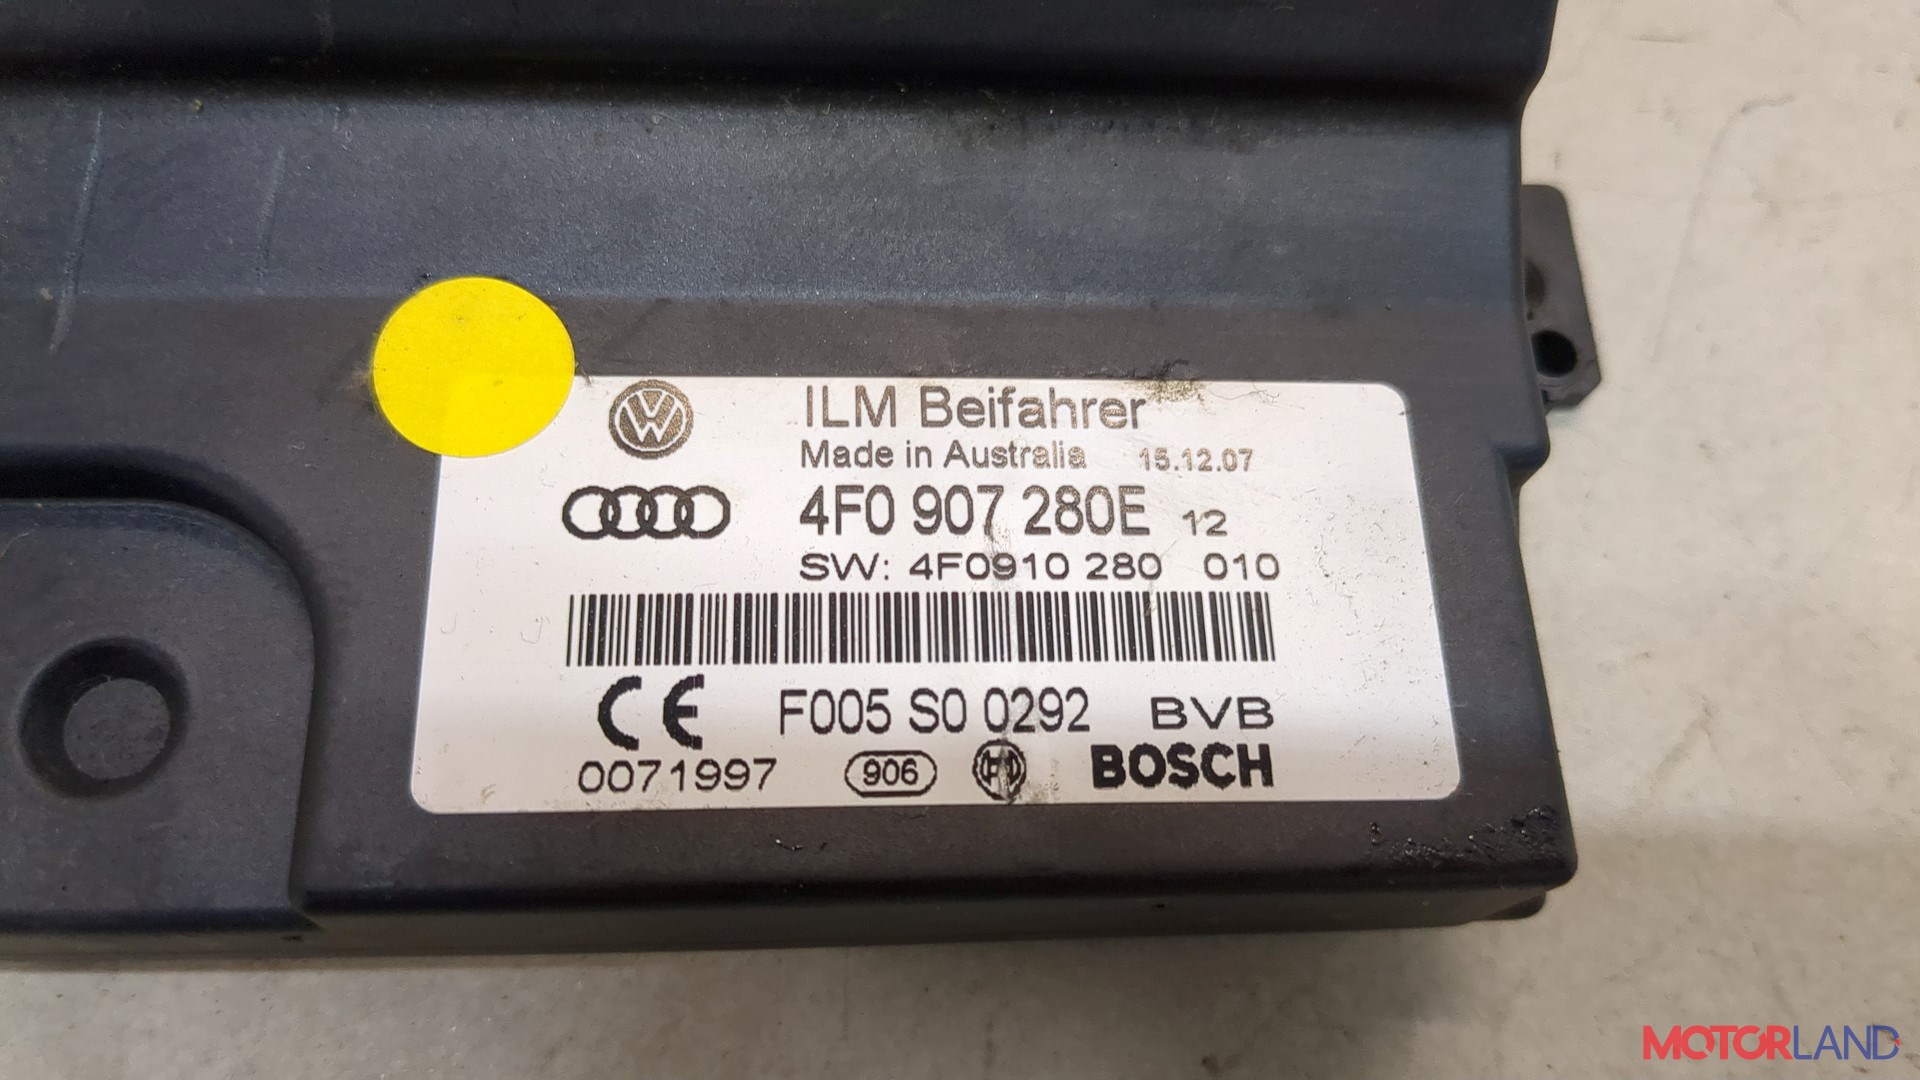 ILM Beifahrer
Made in Australia 15.12.07
4F0 907 280E 12
SW: 4F0910 280 010
CE F005 S0 0292 BVB
0071997 906 BOSCH
MOTORLAND